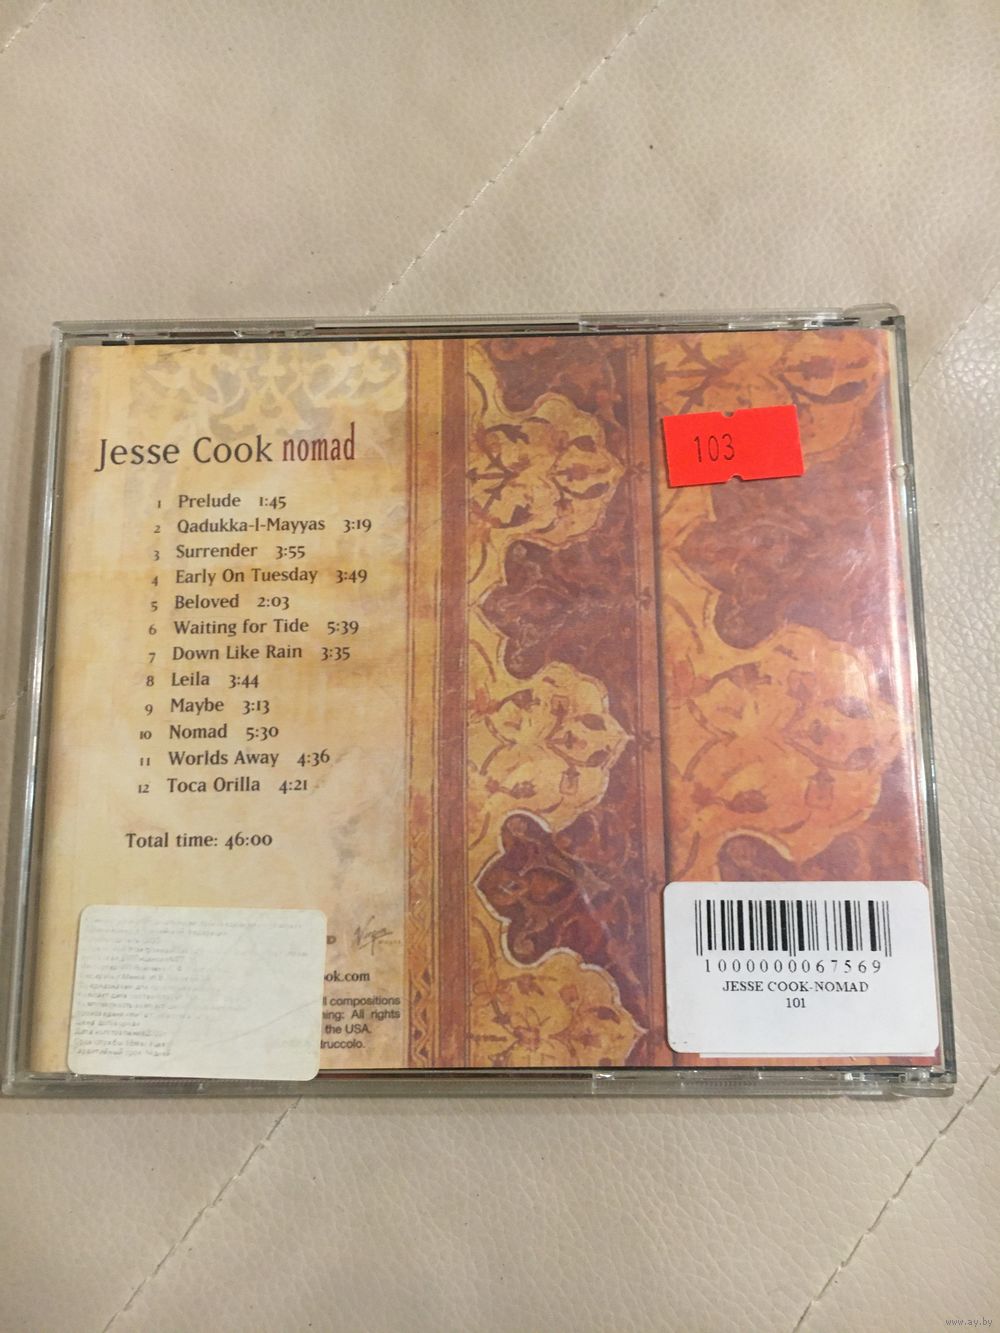 Jesse Cook nomad
103
1 Prelude 1:45
2 Qadukka-l-Mayyas 3:19
3 Surrender 3:55
4 Early On Tuesday 3:49
5 Beloved 2:03
6 Waiting for Tide 5:39
7 Down Like Rain 3:35
8 Leila 3:44
9 Maybe 3:13
10 Nomad 5:30
11 Worlds Away 4:36
12 Toca Orilla 4:21
Total time: 46:00
Virgin
ok.com
ll compositions
ning: All rights
the USA.
druccolo.
1000000067569
JESSE COOK-NOMAD
101
www.ay.by